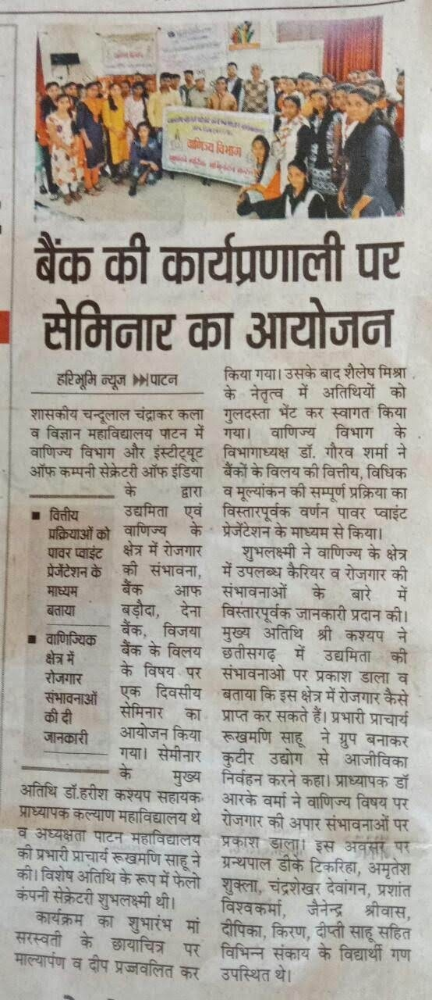 वाणिज्य विभाग
बैंक की कार्यप्रणाली पर
सेमिनार का आयोजन
हरिभूमि न्यूज ▶▶| पाटन
शासकीय चन्दूलाल चंद्राकर कला
व विज्ञान महाविद्यालय पाटन में
वाणिज्य विभाग और इंस्टीट्यूट
ऑफ कम्पनी सेक्रेटरी ऑफ इंडिया
के द्वारा
उद्यमिता एवं
वाणिज्य के
क्षेत्र में रोजगार
की संभावना,
बैंक आफ
बड़ौदा, देना
बैंक, विजया
बैंक के विलय
के विषय पर
एक दिवसीय
सेमिनार का
आयोजन किया
गया। सेमीनार
के मुख्य
अतिथि डॉ.हरीश कश्यप सहायक
प्राध्यापक कल्याण महाविद्यालय थे
व अध्यक्षता पाटन महाविद्यालय
की प्रभारी प्राचार्य रूखमणि साहू ने
की। विशेष अतिथि के रूप में फेलो
कंपनी सेक्रेटरी शुभलक्ष्मी थी।
कार्यक्रम का शुभारंभ मां
सरस्वती के छायाचित्र पर
माल्यार्पण व दीप प्रज्जवलित कर
■ वित्तीय
प्रक्रियाओं को
पावर प्वाइंट
प्रेजेंटेशन के
माध्यम
बताया
■ वाणिज्यिक
क्षेत्र में
रोजगार
संभावनाओं
की दी
जानकारी
किया गया। उसके बाद शैलेष मिश्रा
के नेतृत्व में अतिथियों को
गुलदस्ता भेंट कर स्वागत किया
गया। वाणिज्य विभाग के
विभागाध्यक्ष डॉ. गौरव शर्मा ने
बैंकों के विलय की वित्तीय, विधिक
व मूल्यांकन की सम्पूर्ण प्रक्रिया का
विस्तारपूर्वक वर्णन पावर प्वाइंट
प्रेजेंटेशन के माध्यम से किया।
शुभलक्ष्मी ने वाणिज्य के क्षेत्र
में उपलब्ध कैरियर व रोजगार की
संभावनाओं के बारे में
विस्तारपूर्वक जानकारी प्रदान की।
मुख्य अतिथि श्री कश्यप ने
छतीसगढ़ में उद्यमिता की
संभावनाओ पर प्रकाश डाला व
बताया कि इस क्षेत्र में रोजगार कैसे
प्राप्त कर सकते हैं। प्रभारी प्राचार्य
रूखमणि साहू ने ग्रुप बनाकर
कुटीर उद्योग से आजीविका
निर्वहन करने कहा। प्राध्यापक डॉ
आरके वर्मा ने वाणिज्य विषय पर
रोजगार की अपार संभावनाओं पर
प्रकाश डाला। इस अवसर पर
ग्रन्थपाल डीके टिकरिहा, अमृतेश
शुक्ला, चंद्रशेखर देवांगन, प्रशांत
विश्वकर्मा, जैनेन्द्र श्रीवास,
दीपिका, किरण, दीप्ती साहू सहित
विभिन्न संकाय के विद्यार्थी गण
उपस्थित थे।